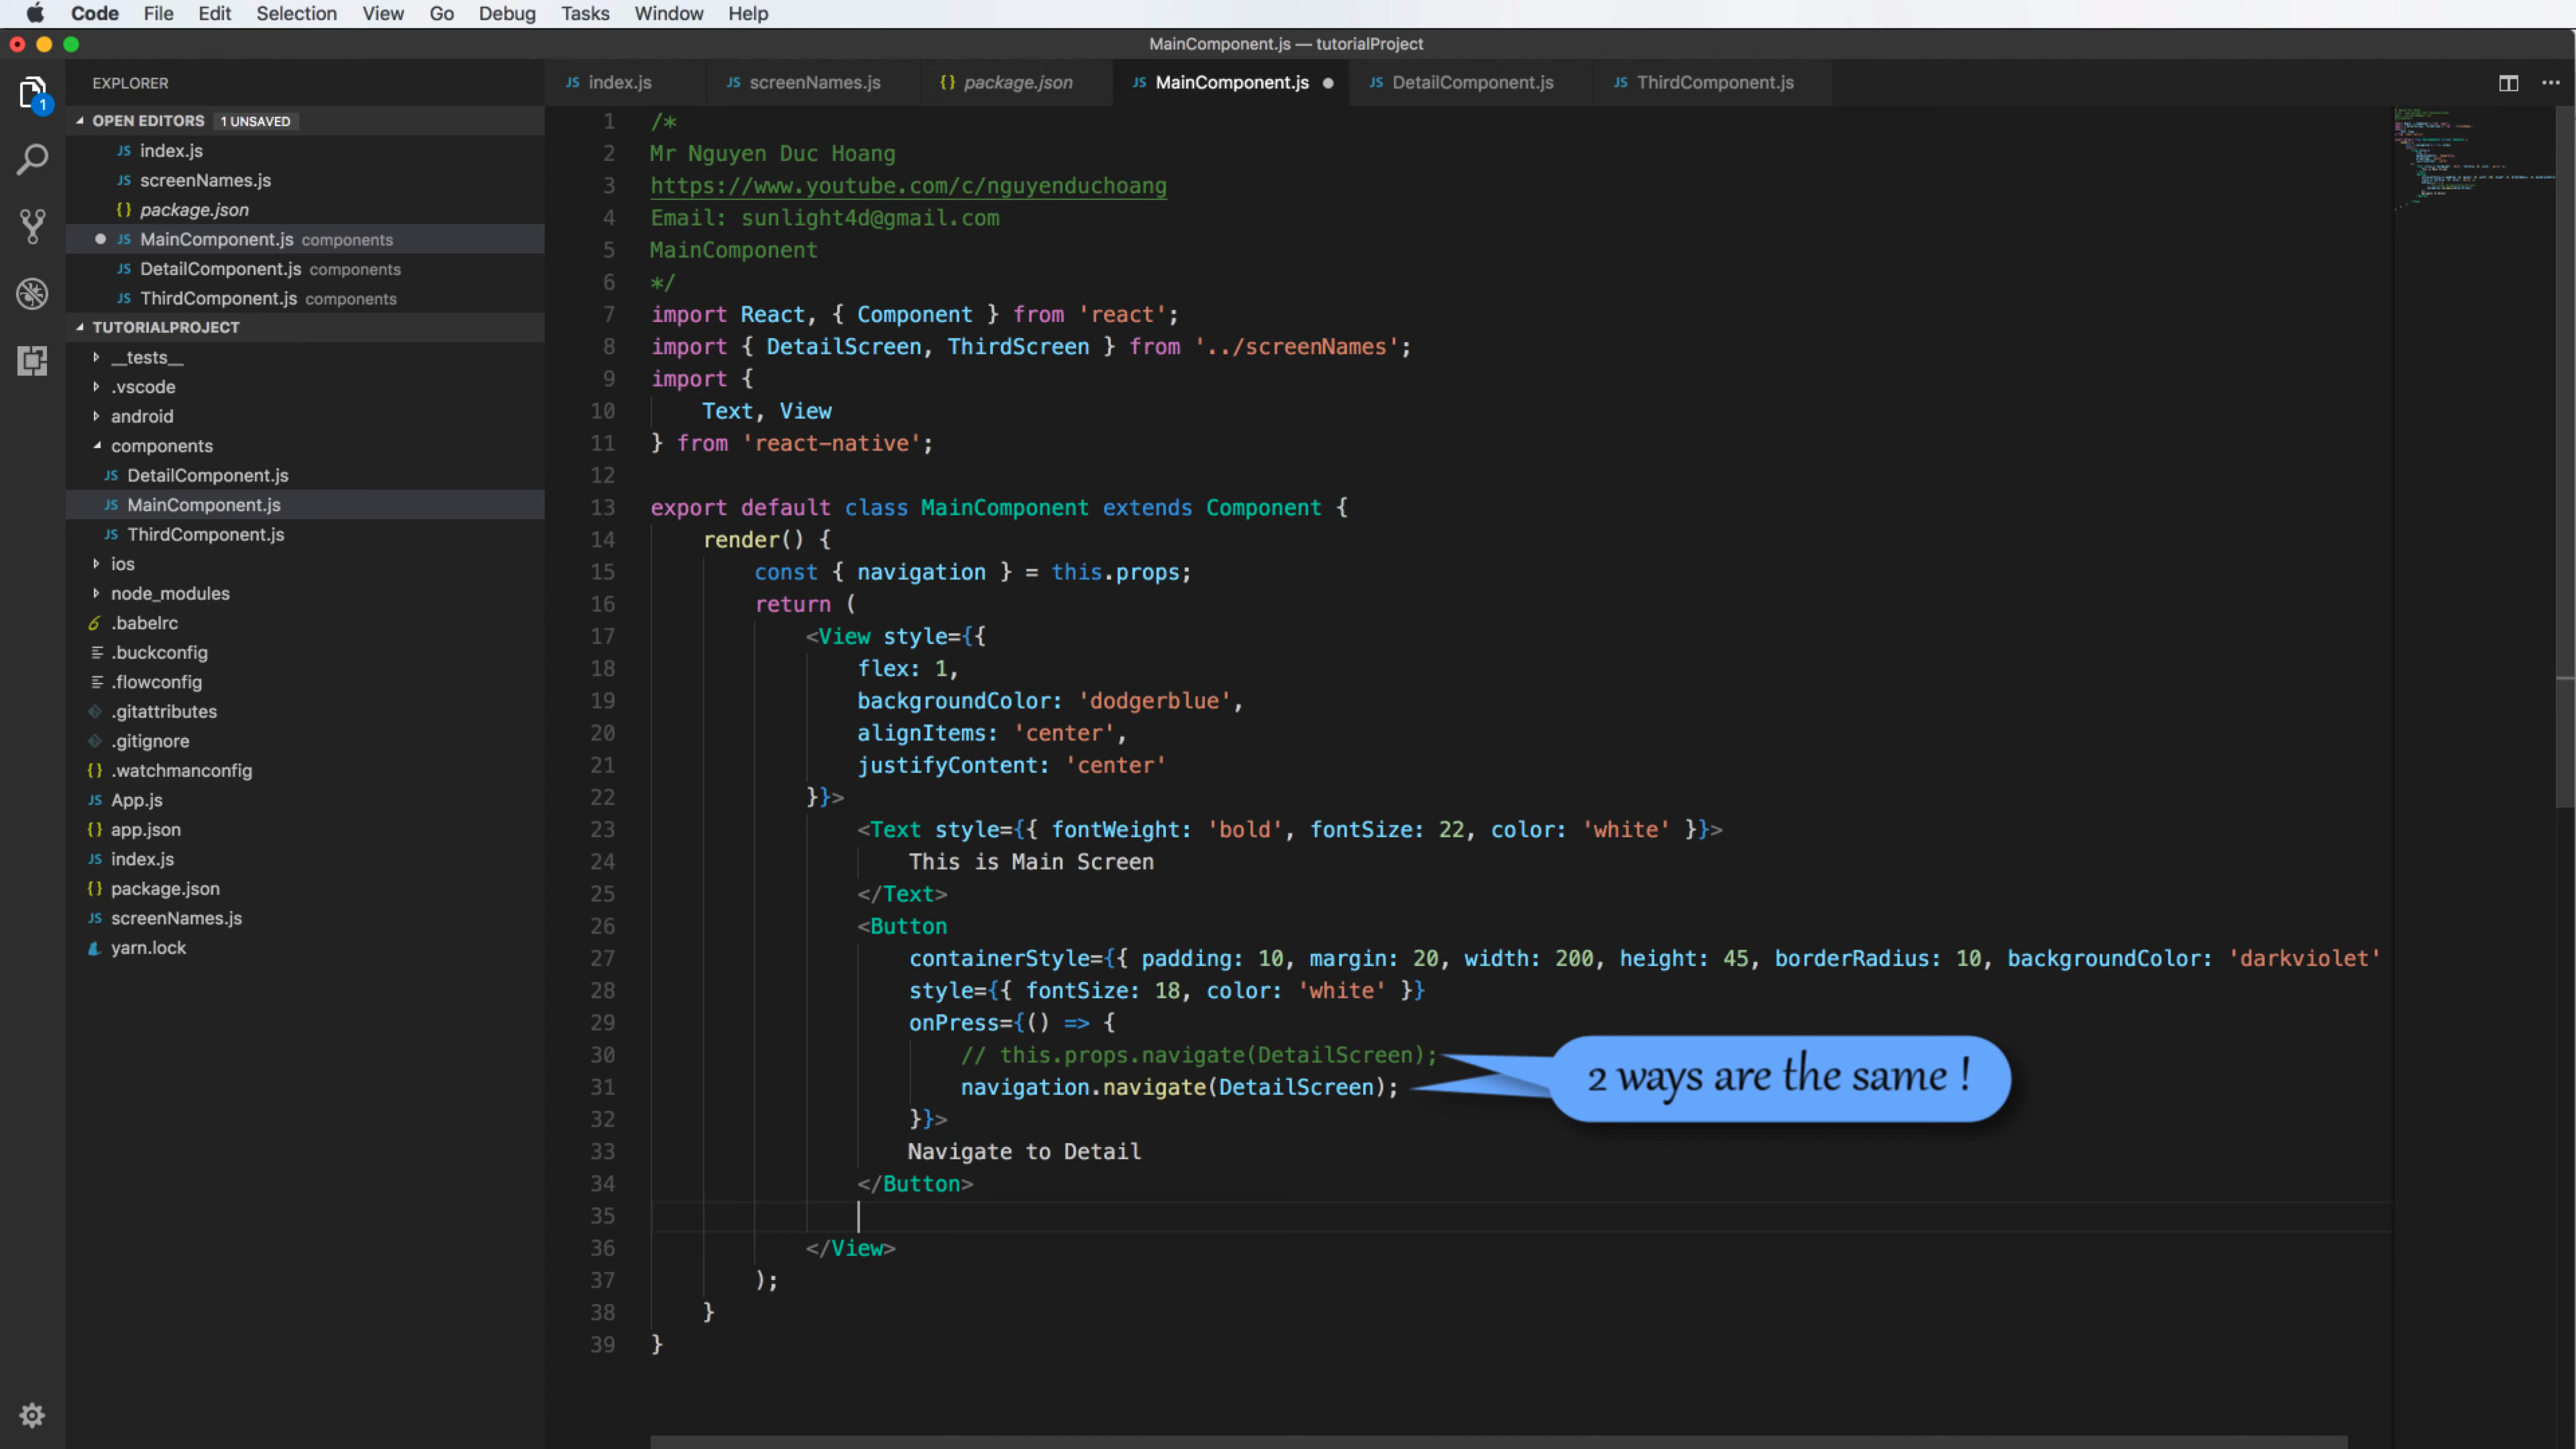 Code File Edit Selection View Go Debug Tasks Window Help
MainComponent.js — tutorialProject
EXPLORER
index.js screenNames.js package.json MainComponent.js DetailComponent.js ThirdComponent.js
OPEN EDITORS 1 UNSAVED
index.js
screenNames.js
package.json
MainComponent.js components
DetailComponent.js components
ThirdComponent.js components
TUTORIALPROJECT
__tests__
.vscode
android
components
DetailComponent.js
MainComponent.js
ThirdComponent.js
ios
node_modules
.babelrc
.buckconfig
.flowconfig
.gitattributes
.gitignore
.watchmanconfig
App.js
app.json
index.js
package.json
screenNames.js
yarn.lock
1 /*
2 Mr Nguyen Duc Hoang
3 https://www.youtube.com/c/nguyenduchoang
4 Email: sunlight4d@gmail.com
5 MainComponent
6 */
7 import React, { Component } from 'react';
8 import { DetailScreen, ThirdScreen } from '../screenNames';
9 import {
10 Text, View
11 } from 'react-native';
12
13 export default class MainComponent extends Component {
14 render() {
15 const { navigation } = this.props;
16 return (
17 <View style={{
18 flex: 1,
19 backgroundColor: 'dodgerblue',
20 alignItems: 'center',
21 justifyContent: 'center'
22 }}>
23 <Text style={{ fontWeight: 'bold', fontSize: 22, color: 'white' }}>
24 This is Main Screen
25 </Text>
26 <Button
27 containerStyle={{ padding: 10, margin: 20, width: 200, height: 45, borderRadius: 10, backgroundColor: 'darkviolet'
28 style={{ fontSize: 18, color: 'white' }}
29 onPress={() => {
30 // this.props.navigate(DetailScreen);
31 navigation.navigate(DetailScreen);
32 }}>
33 Navigate to Detail
34 </Button>
35
36 </View>
37 );
38 }
39 }
2 ways are the same !